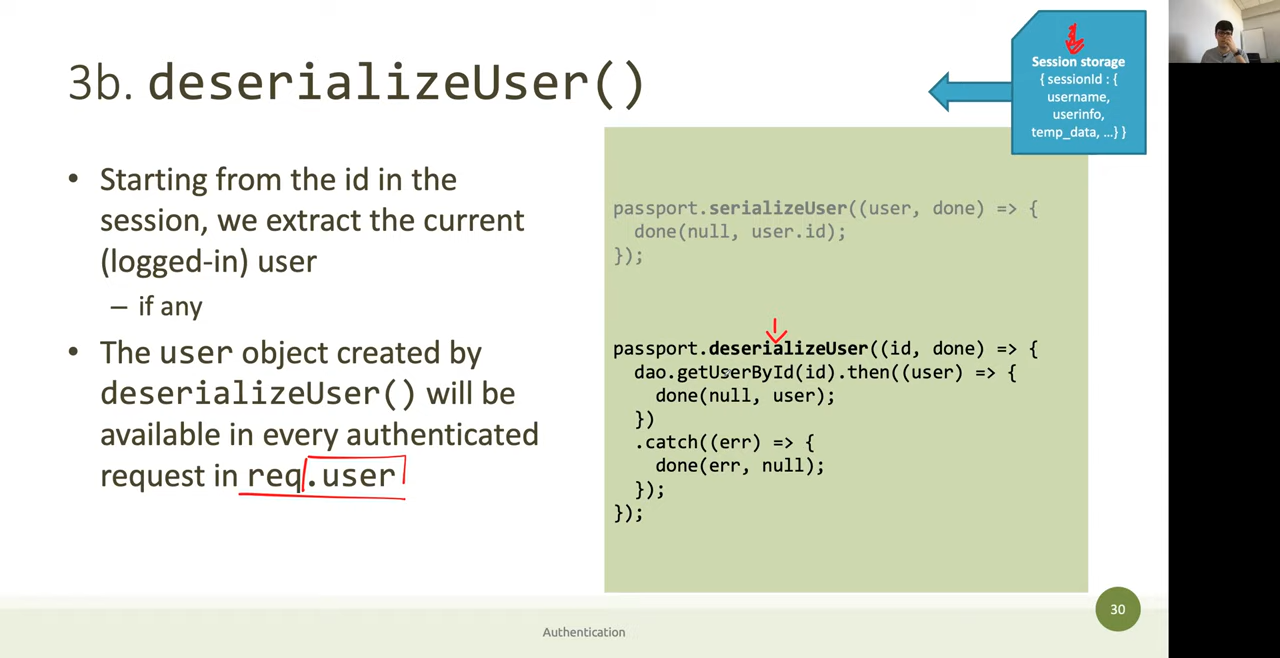 3b. deserializeUser()
Session storage
{ sessionId : {
username,
userinfo,
temp_data, …} }
• Starting from the id in the
session, we extract the current
(logged-in) user
– if any
• The user object created by
deserializeUser() will be
available in every authenticated
request in req.user
passport.serializeUser((user, done) => {
done(null, user.id);
});
passport.deserializeUser((id, done) => {
dao.getUserById(id).then((user) => {
done(null, user);
})
.catch((err) => {
done(err, null);
});
});
Authentication
30